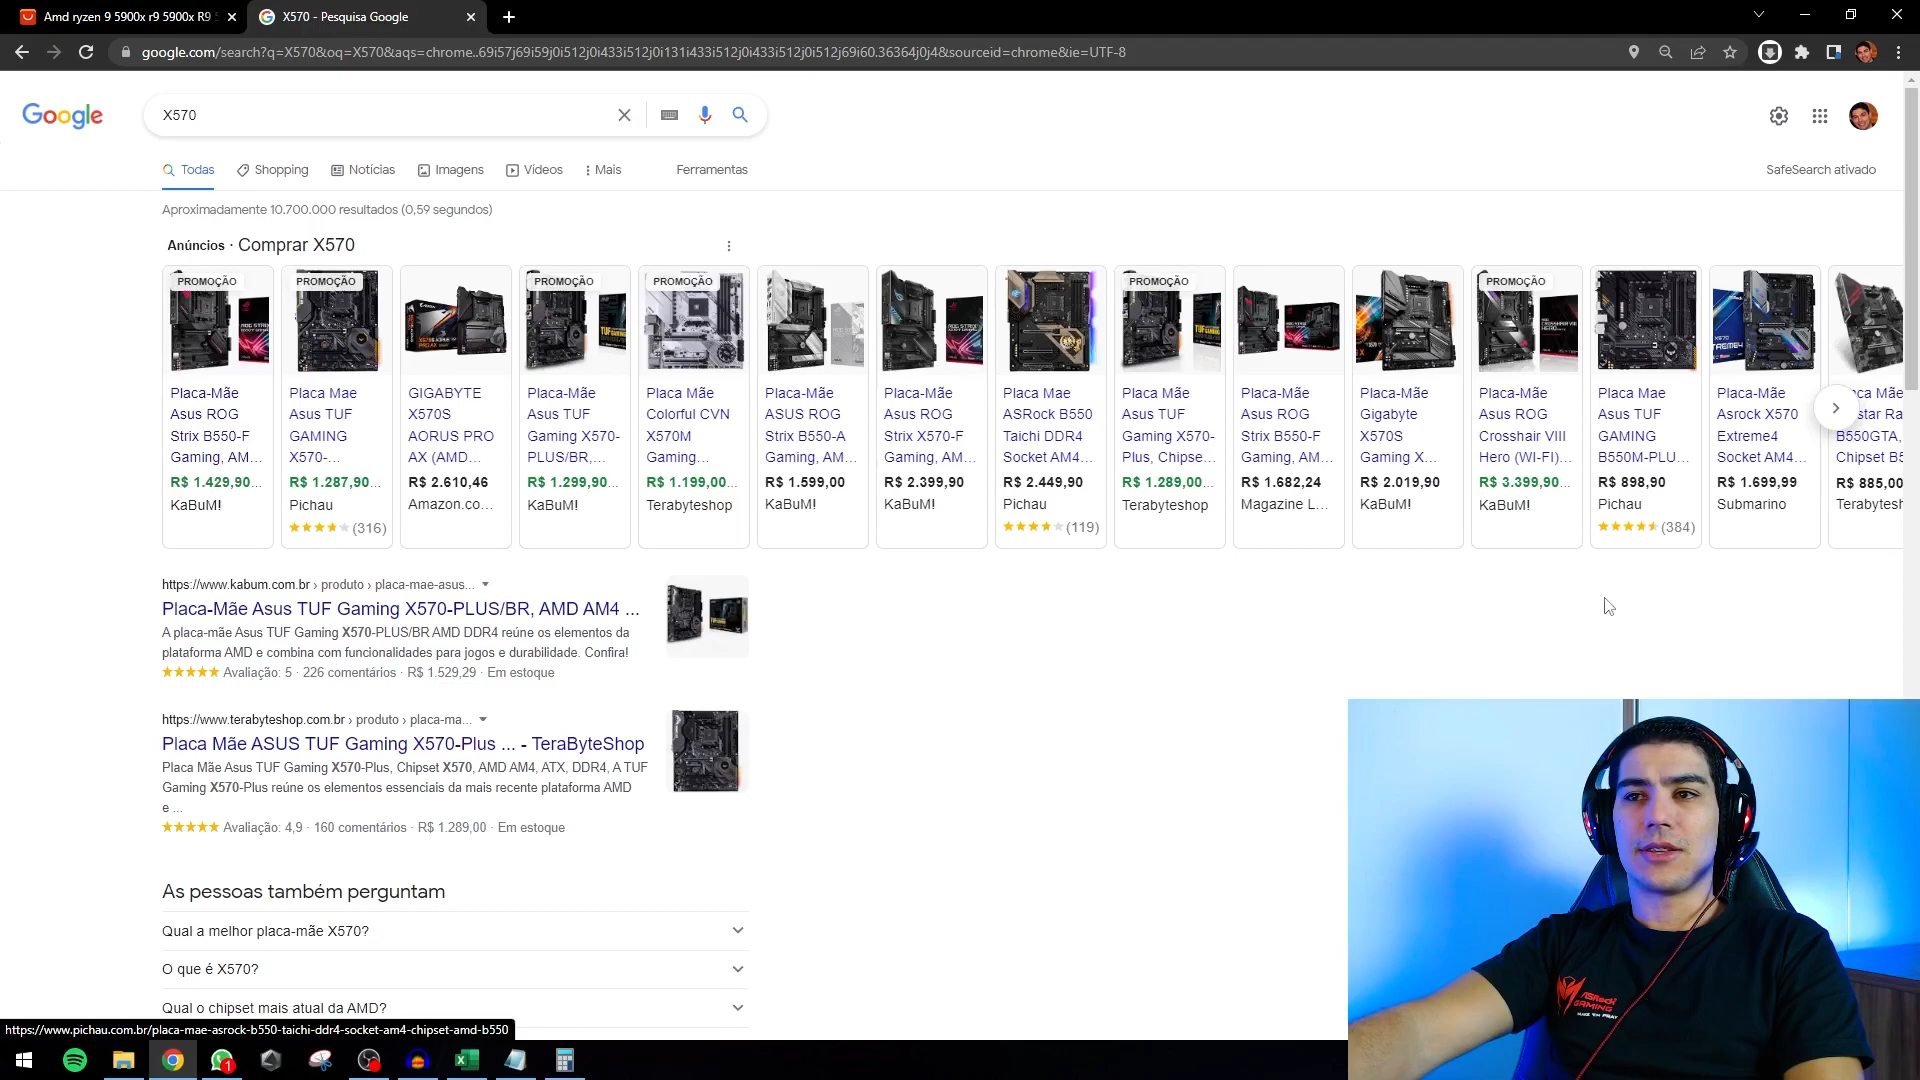 Amd ryzen 9 5900x r9 5900x R9 5
X570 - Pesquisa Google
google.com/search?q=X570&oq=X570&aqs=chrome..69i57j69i59j0i512j0i433i512j0i131i433i512j0i433i512j0i512j69i60.36364j0j4&sourceid=chrome&ie=UTF-8
Google
X570
Todas
Shopping
Notícias
Imagens
Vídeos
Mais
Ferramentas
SafeSearch ativado
Aproximadamente 10.700.000 resultados (0,59 segundos)
Anúncios · Comprar X570
PROMOÇÃO
Placa-Mãe
Asus ROG
Strix B550-F
Gaming, AM...
R$ 1.429,90...
KaBuM!
PROMOÇÃO
Placa Mae
Asus TUF
GAMING
X570-...
R$ 1.287,90...
Pichau
(316)
GIGABYTE
X570S
AORUS PRO
AX (AMD...
R$ 2.610,46
Amazon.co...
PROMOÇÃO
Placa-Mãe
Asus TUF
Gaming X570-
PLUS/BR,...
R$ 1.299,90...
KaBuM!
PROMOÇÃO
Placa Mãe
Colorful CVN
X570M
Gaming...
R$ 1.199,00...
Terabyteshop
Placa-Mãe
ASUS ROG
Strix B550-A
Gaming, AM...
R$ 1.599,00
KaBuM!
Placa-Mãe
Asus ROG
Strix X570-F
Gaming, AM...
R$ 2.399,90
KaBuM!
Placa Mae
ASRock B550
Taichi DDR4
Socket AM4...
R$ 2.449,90
Pichau
(119)
PROMOÇÃO
Placa Mãe
Asus TUF
Gaming X570-
Plus, Chipse...
R$ 1.289,00...
Terabyteshop
Placa-Mãe
Asus ROG
Strix B550-F
Gaming, AM...
R$ 1.682,24
Magazine L...
Placa-Mãe
Gigabyte
X570S
Gaming X...
R$ 2.019,90
KaBuM!
PROMOÇÃO
Placa-Mãe
Asus ROG
Crosshair VIII
Hero (WI-FI)...
R$ 3.399,90...
KaBuM!
Placa Mae
Asus TUF
GAMING
B550M-PLU...
R$ 898,90
Pichau
(384)
Placa-Mãe
Asrock X570
Extreme4
Socket AM4...
R$ 1.699,99
Submarino
Placa Mãe
star Ra
B550GTA,
Chipset B5
R$ 885,00
Terabytesh
https://www.kabum.com.br › produto › placa-mae-asus...
Placa-Mãe Asus TUF Gaming X570-PLUS/BR, AMD AM4 ...
A placa-mãe Asus TUF Gaming X570-PLUS/BR AMD DDR4 reúne os elementos da
plataforma AMD e combina com funcionalidades para jogos e durabilidade. Confira!
Avaliação: 5 · 226 comentários · R$ 1.529,29 · Em estoque
https://www.terabyteshop.com.br › produto › placa-ma...
Placa Mãe ASUS TUF Gaming X570-Plus ... - TeraByteShop
Placa Mãe Asus TUF Gaming X570-Plus, Chipset X570, AMD AM4, ATX, DDR4, A TUF
Gaming X570-Plus reúne os elementos essenciais da mais recente plataforma AMD
e ...
Avaliação: 4,9 · 160 comentários · R$ 1.289,00 · Em estoque
As pessoas também perguntam
Qual a melhor placa-mãe X570?
O que é X570?
Qual o chipset mais atual da AMD?
https://www.pichau.com.br/placa-mae-asrock-b550-taichi-ddr4-socket-am4-chipset-amd-b550
1
ASRock
GAMING
MAKE 'EM PRAY